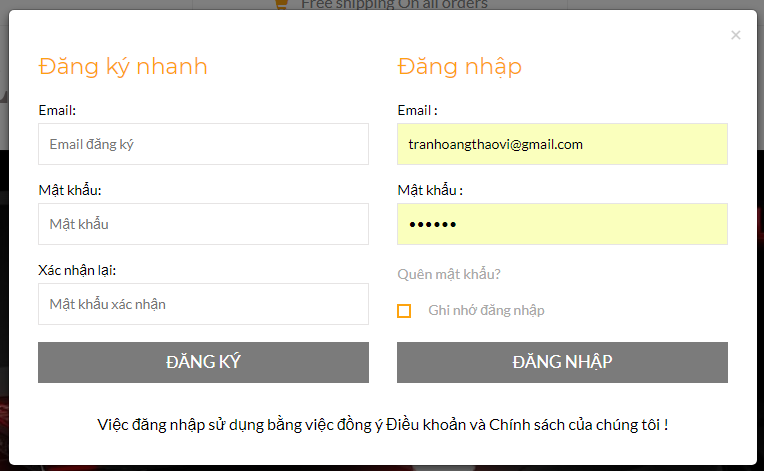 Free shipping On all orders
×
Đăng ký nhanh
Email:
Email đăng ký
Mật khẩu:
Mật khẩu
Xác nhận lại:
Mật khẩu xác nhận
ĐĂNG KÝ
Đăng nhập
Email :
tranhoangthaovi@gmail.com
Mật khẩu :
••••••
Quên mật khẩu?
Ghi nhớ đăng nhập
ĐĂNG NHẬP
Việc đăng nhập sử dụng bằng việc đồng ý Điều khoản và Chính sách của chúng tôi !